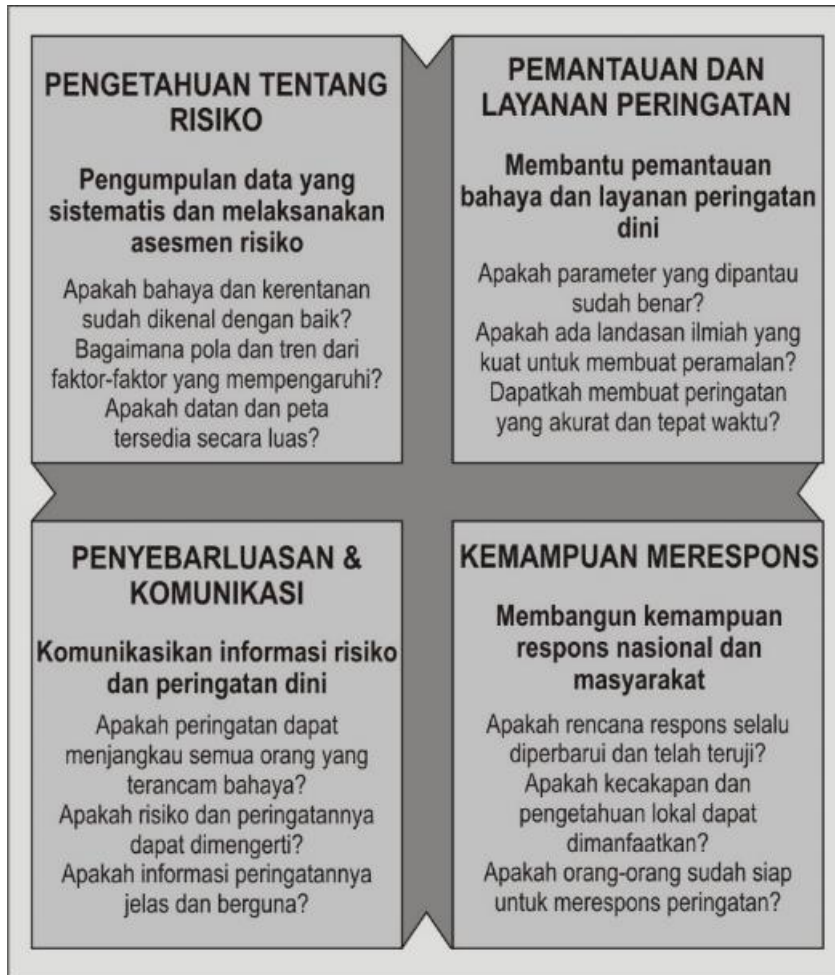 PENGETAHUAN TENTANG
RISIKO
Pengumpulan data yang
sistematis dan melaksanakan
asesmen risiko
Apakah bahaya dan kerentanan
sudah dikenal dengan baik?
Bagaimana pola dan tren dari
faktor-faktor yang mempengaruhi?
Apakah datan dan peta
tersedia secara luas?
PEMANTAUAN DAN
LAYANAN PERINGATAN
Membantu pemantauan
bahaya dan layanan peringatan
dini
Apakah parameter yang dipantau
sudah benar?
Apakah ada landasan ilmiah yang
kuat untuk membuat peramalan?
Dapatkah membuat peringatan
yang akurat dan tepat waktu?
PENYEBARLUASAN &
KOMUNIKASI
Komunikasikan informasi risiko
dan peringatan dini
Apakah peringatan dapat
menjangkau semua orang yang
terancam bahaya?
Apakah risiko dan peringatannya
dapat dimengerti?
Apakah informasi peringatannya
jelas dan berguna?
KEMAMPUAN MERESPONS
Membangun kemampuan
respons nasional dan
masyarakat
Apakah rencana respons selalu
diperbarui dan telah teruji?
Apakah kecakapan dan
pengetahuan lokal dapat
dimanfaatkan?
Apakah orang-orang sudah siap
untuk merespons peringatan?